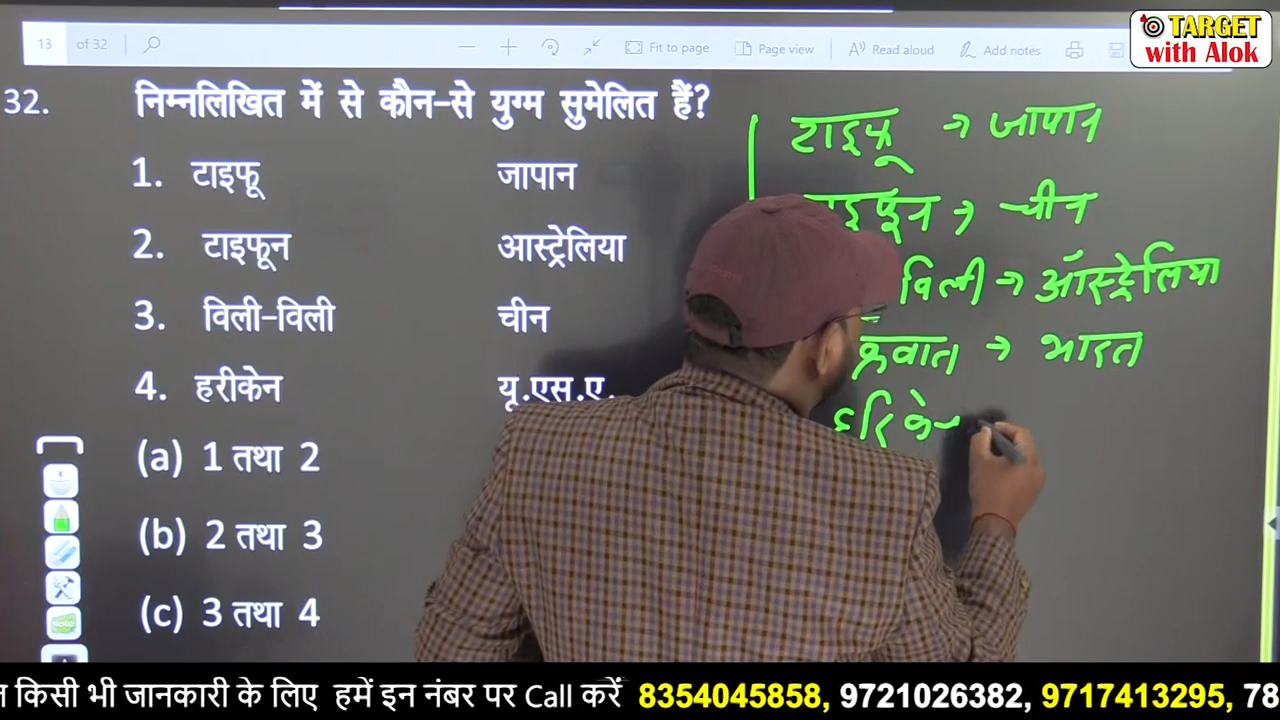 13 of 32 Fit to page Page view Read aloud Add notes
TARGET
with Alok
32. निम्नलिखित में से कौन-से युग्म सुमेलित हैं?
1. टाइफू जापान
2. टाइफून आस्ट्रेलिया
3. विली-विली चीन
4. हरीकेन यू.एस.ए.
(a) 1 तथा 2
(b) 2 तथा 3
(c) 3 तथा 4
टाइफू → जापान
→ चीन
विली → ऑस्ट्रेलिया
→ भारत
Note
किसी भी जानकारी के लिए हमें इन नंबर पर Call करें 8354045858, 9721026382, 9717413295, 78